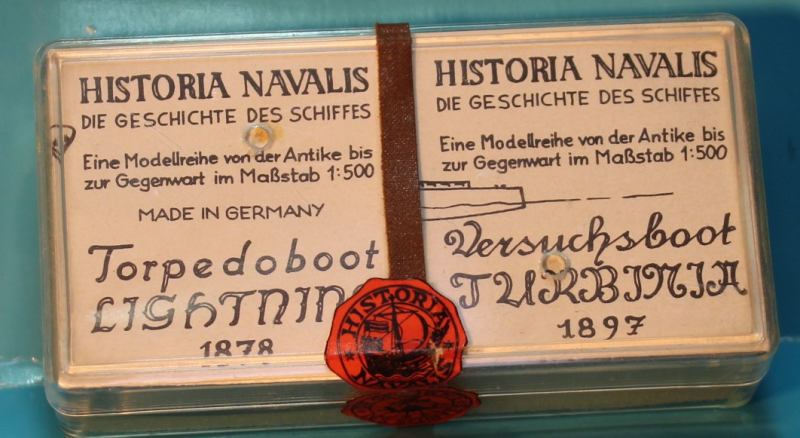 HISTORIA NAVALIS
DIE GESCHICHTE DES SCHIFFES
Eine Modellreihe von der Antike bis
zur Gegenwart im Maßstab 1:500
MADE IN GERMANY
Torpedoboot
LIGHTNIN
1878
HISTORIA NAVALIS
DIE GESCHICHTE DES SCHIFFES
Eine Modellreihe von der Antike bis
zur Gegenwart im Maßstab 1:500
Versuchsboot
TURBINIA
1897
HISTORIA
NAVALIS